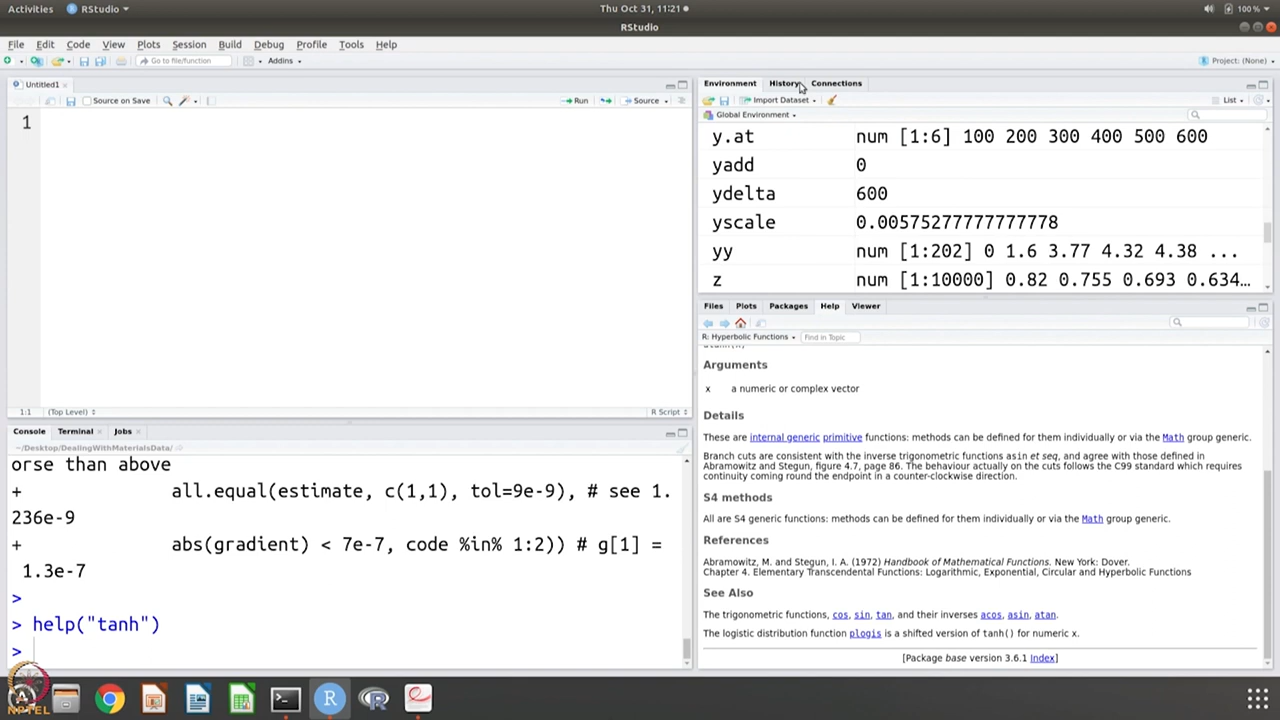 Activities RStudio Thu Oct 31, 11:21 100 %
RStudio
File Edit Code View Plots Session Build Debug Profile Tools Help
Go to file/function Addins Project: (None)
Untitled1
Source on Save Run Source
1
1:1 (Top Level) R Script
Console Terminal Jobs
~/Desktop/DealingWithMaterialsData/
orse than above
+ all.equal(estimate, c(1,1), tol=9e-9), # see 1.
236e-9
+ abs(gradient) < 7e-7, code %in% 1:2)) # g[1] =
1.3e-7
>
> help("tanh")
>
Environment History Connections
Import Dataset List
Global Environment
y.at num [1:6] 100 200 300 400 500 600
yadd 0
ydelta 600
yscale 0.00575277777777778
yy num [1:202] 0 1.6 3.77 4.32 4.38 ...
z num [1:10000] 0.82 0.755 0.693 0.634…
Files Plots Packages Help Viewer
R: Hyperbolic Functions Find in Topic
Arguments
x a numeric or complex vector
Details
These are internal generic primitive functions: methods can be defined for them individually or via the Math group generic.
Branch cuts are consistent with the inverse trigonometric functions asin et seq, and agree with those defined in
Abramowitz and Stegun, figure 4.7, page 86. The behaviour actually on the cuts follows the C99 standard which requires
continuity coming round the endpoint in a counter-clockwise direction.
S4 methods
All are S4 generic functions: methods can be defined for them individually or via the Math group generic.
References
Abramowitz, M. and Stegun, I. A. (1972) Handbook of Mathematical Functions. New York: Dover.
Chapter 4. Elementary Transcendental Functions: Logarithmic, Exponential, Circular and Hyperbolic Functions
See Also
The trigonometric functions, cos, sin, tan, and their inverses acos, asin, atan.
The logistic distribution function plogis is a shifted version of tanh() for numeric x.
[Package base version 3.6.1 Index]
NPTEL